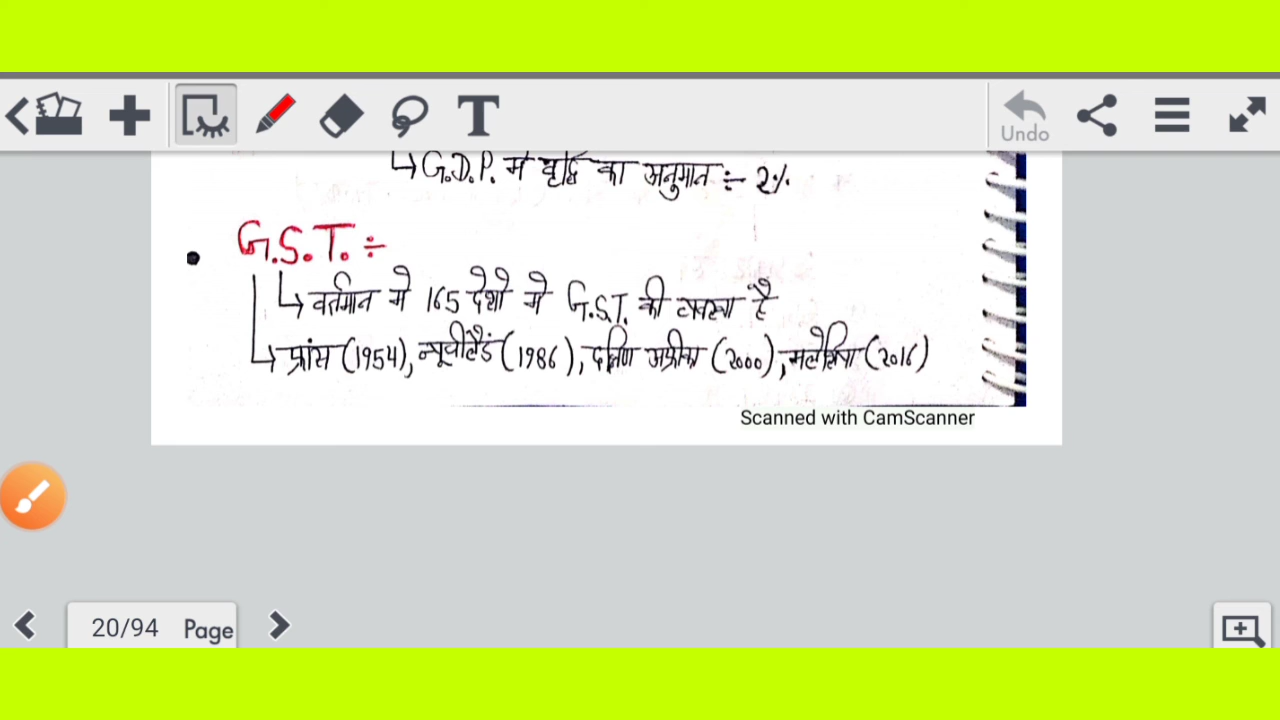 T
Undo
↳ G.D.P. में वृद्धि का अनुमान ÷ 2%
• G.S.T. ÷
↳ वर्तमान में 165 देशों में G.S.T. की व्यवस्था है
↳ फ्रांस (1954), न्यूजीलैंड (1986), दक्षिण अफ्रीका (2000), मलेशिया (2016)
Scanned with CamScanner
20/94 Page